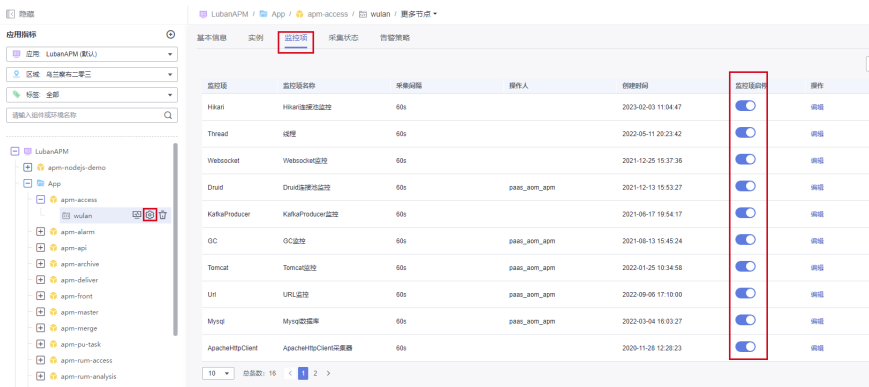 隐藏
LubanAPM / App / apm-access / wulan / 更多节点
应用指标
基本信息 实例 监控项 采集状态 告警策略
应用: LubanAPM (默认)
区域: 乌兰察布二零三
标签: 全部
请输入组件或环境名称
LubanAPM
apm-nodejs-demo
App
apm-access
wulan
apm-alarm
apm-api
apm-archive
apm-deliver
apm-front
apm-master
apm-merge
apm-pu-task
apm-rum-access
apm-rum-analysis
监控项 监控项名称 采集间隔 操作人 创建时间 监控项启停 操作
Hikari Hikari连接池监控 60s 2023-02-03 11:04:47 编辑
Thread 线程 60s 2022-05-11 20:23:42 编辑
Websocket Websocket监控 60s 2021-12-25 15:37:36 编辑
Druid Druid连接池监控 60s paas_aom_apm 2021-12-13 15:53:27 编辑
KafkaProducer KafkaProducer监控 60s 2021-06-17 19:54:17 编辑
GC GC监控 60s paas_aom_apm 2021-08-13 15:45:24 编辑
Tomcat Tomcat监控 60s paas_aom_apm 2022-01-25 10:34:58 编辑
Url URL监控 60s paas_aom_apm 2022-09-06 17:10:00 编辑
Mysql Mysql数据库 60s paas_aom_apm 2022-03-04 16:03:27 编辑
ApacheHttpClient ApacheHttpClient采集器 60s 2020-11-28 12:28:23 编辑
10 总条数: 16 < 1 2 >